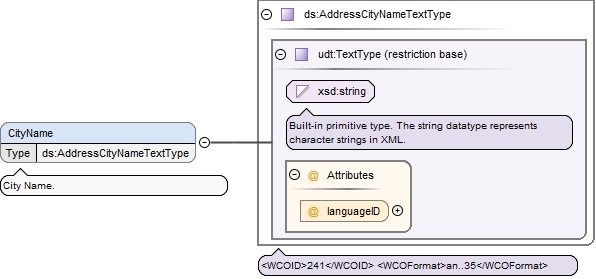 ds:AddressCityNameTextType
udt:TextType (restriction base)
xsd:string
Built-in primitive type. The string datatype represents
character strings in XML.
CityName
Type ds:AddressCityNameTextType
City Name.
@ Attributes
@ languageID
<WCOID>241</WCOID> <WCOFormat>an..35</WCOFormat>